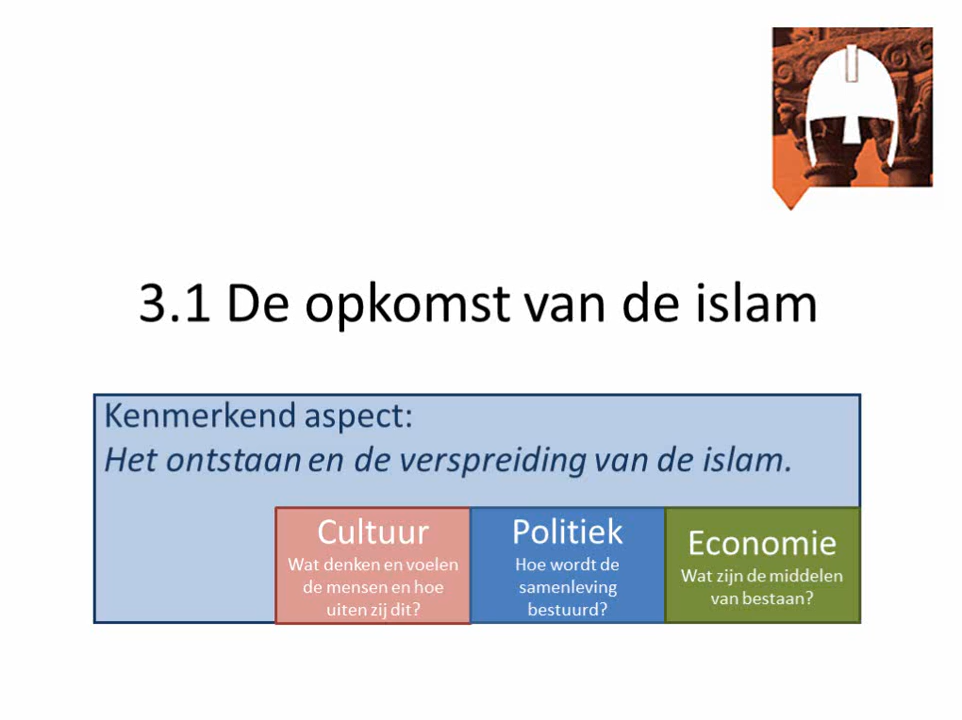 3.1 De opkomst van de islam
Kenmerkend aspect:
Het ontstaan en de verspreiding van de islam.
Cultuur
Wat denken en voelen
de mensen en hoe
uiten zij dit?
Politiek
Hoe wordt de
samenleving
bestuurd?
Economie
Wat zijn de middelen
van bestaan?